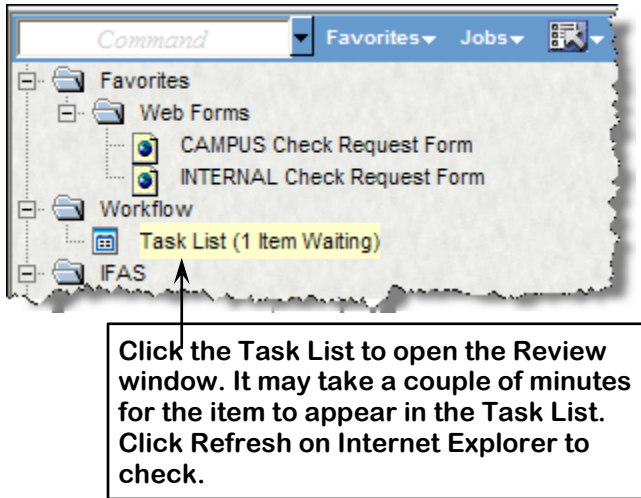 Command Favorites Jobs
Favorites
Web Forms
CAMPUS Check Request Form
INTERNAL Check Request Form
Workflow
Task List (1 Item Waiting)
IFAS
Click the Task List to open the Review
window. It may take a couple of minutes
for the item to appear in the Task List.
Click Refresh on Internet Explorer to
check.